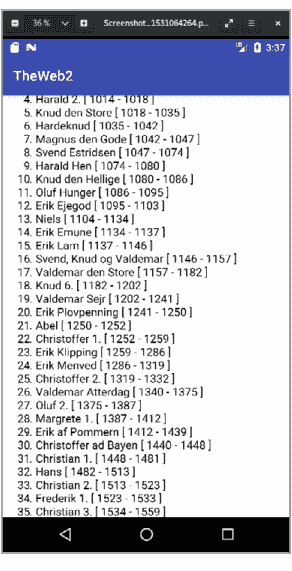 36 % Screenshot_1531064264.p...
3:37
TheWeb2
4. Harald 2. [ 1014 - 1018 ]
5. Knud den Store [ 1018 - 1035 ]
6. Hardeknud [ 1035 - 1042 ]
7. Magnus den Gode [ 1042 - 1047 ]
8. Svend Estridsen [ 1047 - 1074 ]
9. Harald Hen [ 1074 - 1080 ]
10. Knud den Hellige [ 1080 - 1086 ]
11. Oluf Hunger [ 1086 - 1095 ]
12. Erik Ejegod [ 1095 - 1103 ]
13. Niels [ 1104 - 1134 ]
14. Erik Emune [ 1134 - 1137 ]
15. Erik Lam [ 1137 - 1146 ]
16. Svend, Knud og Valdemar [ 1146 - 1157 ]
17. Valdemar den Store [ 1157 - 1182 ]
18. Knud 6. [ 1182 - 1202 ]
19. Valdemar Sejr [ 1202 - 1241 ]
20. Erik Plovpenning [ 1241 - 1250 ]
21. Abel [ 1250 - 1252 ]
22. Christoffer 1. [ 1252 - 1259 ]
23. Erik Klipping [ 1259 - 1286 ]
24. Erik Menved [ 1286 - 1319 ]
25. Christoffer 2. [ 1319 - 1332 ]
26. Valdemar Atterdag [ 1340 - 1375 ]
27. Oluf 2. [ 1375 - 1387 ]
28. Margrete 1. [ 1387 - 1412 ]
29. Erik af Pommern [ 1412 - 1439 ]
30. Christoffer ad Bayen [ 1440 - 1448 ]
31. Christian 1. [ 1448 - 1481 ]
32. Hans [ 1482 - 1513 ]
33. Christian 2. [ 1513 - 1523 ]
34. Frederik 1. [ 1523 - 1533 ]
35. Christian 3. [ 1534 - 1559 ]